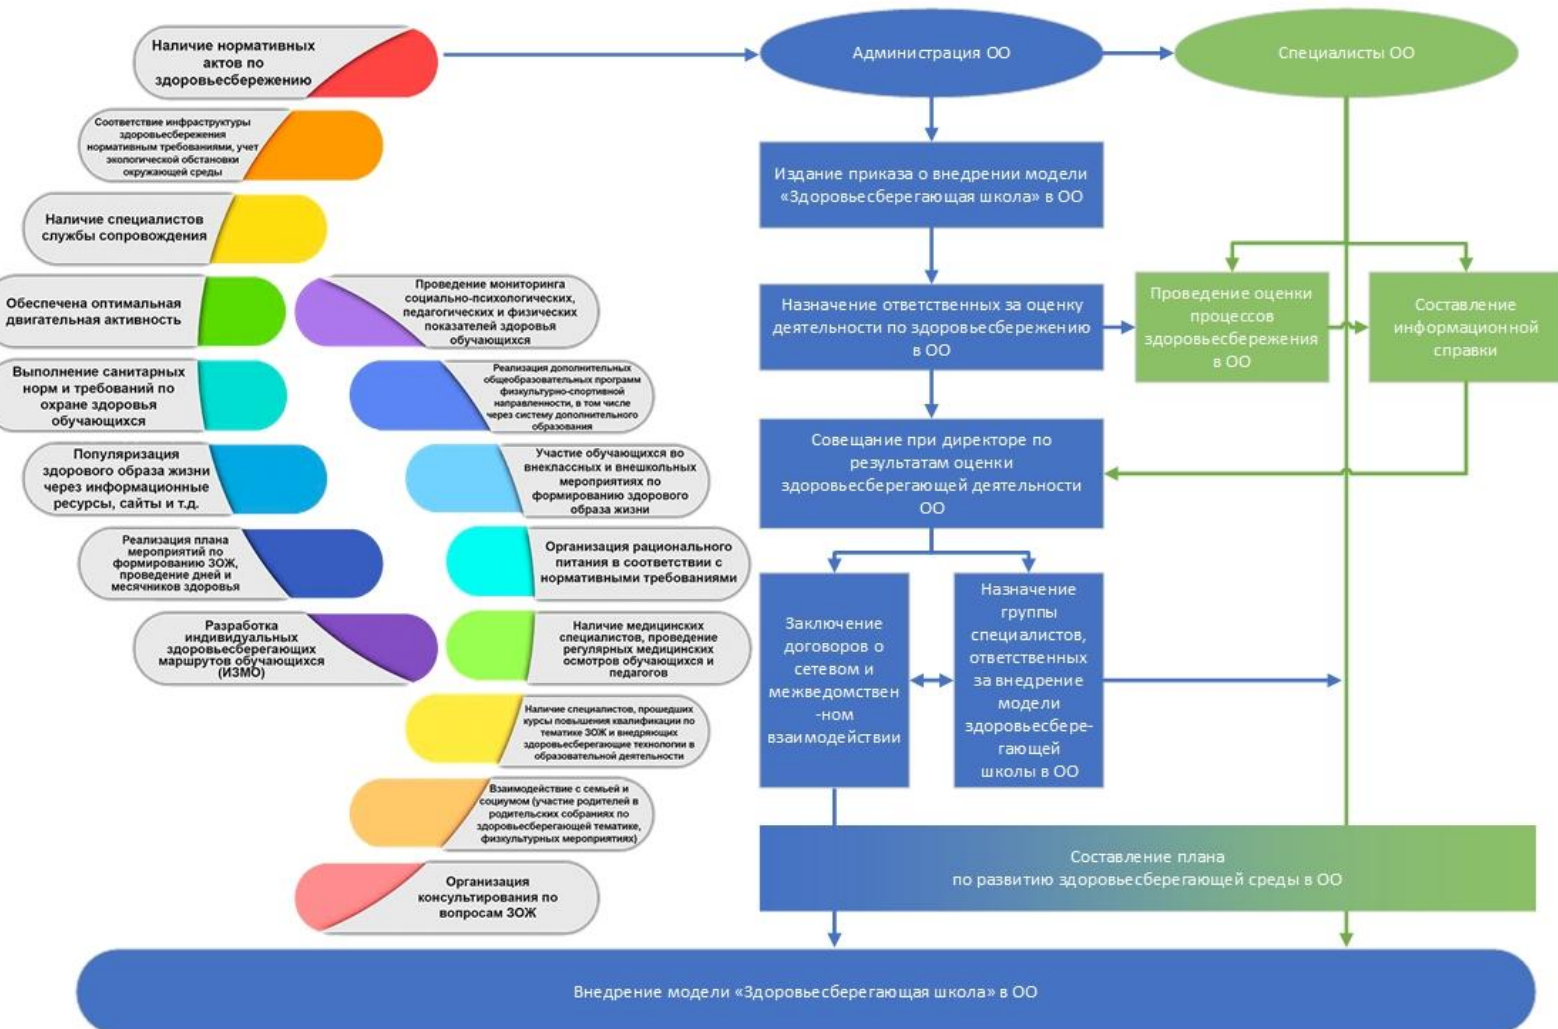 Наличие нормативных
актов по
здоровьесбережению
Соответствие инфраструктуры
здоровьесбережения
нормативным требованиями, учет
экологической обстановки
окружающей среды
Наличие специалистов
службы сопровождения
Обеспечена оптимальная
двигательная активность
Выполнение санитарных
норм и требований по
охране здоровья
обучающихся
Популяризация
здорового образа жизни
через информационные
ресурсы, сайты и т.д.
Реализация плана
мероприятий по
формированию ЗОЖ,
проведение дней и
месячников здоровья
Разработка
индивидуальных
здоровьесберегающих
маршрутов обучающихся
(ИЗМО)
Проведение мониторинга
социально-психологических,
педагогических и физических
показателей здоровья
обучающихся
Реализация дополнительных
общеобразовательных программ
физкультурно-спортивной
направленности, в том числе
через систему дополнительного
образования
Участие обучающихся во
внеклассных и внешкольных
мероприятиях по
формированию здорового
образа жизни
Организация рационального
питания в соответствии с
нормативными требованиями
Наличие медицинских
специалистов, проведение
регулярных медицинских
осмотров обучающихся и
педагогов
Наличие специалистов, прошедших
курсы повышения квалификации по
тематике ЗОЖ и внедряющих
здоровьесберегающие технологии в
образовательной деятельности
Взаимодействие с семьей и
социумом (участие родителей в
родительских собраниях по
здоровьесберегающей тематике,
физкультурных мероприятиях)
Организация
консультирования по
вопросам ЗОЖ
Администрация ОО
Специалисты ОО
Издание приказа о внедрении модели
«Здоровьесберегающая школа» в ОО
Назначение ответственных за оценку
деятельности по здоровьесбережению
в ОО
Проведение оценки
процессов
здоровьесбережения
в ОО
Составление
информационной
справки
Совещание при директоре по
результатам оценки
здоровьесберегающей деятельности
ОО
Заключение
договоров о
сетевом и
межведомствен
-ном
взаимодействии
Назначение
группы
специалистов,
ответственных
за внедрение
модели
здоровьесбере-
гающей
школы в ОО
Составление плана
по развитию здоровьесберегающей среды в ОО
Внедрение модели «Здоровьесберегающая школа» в ОО